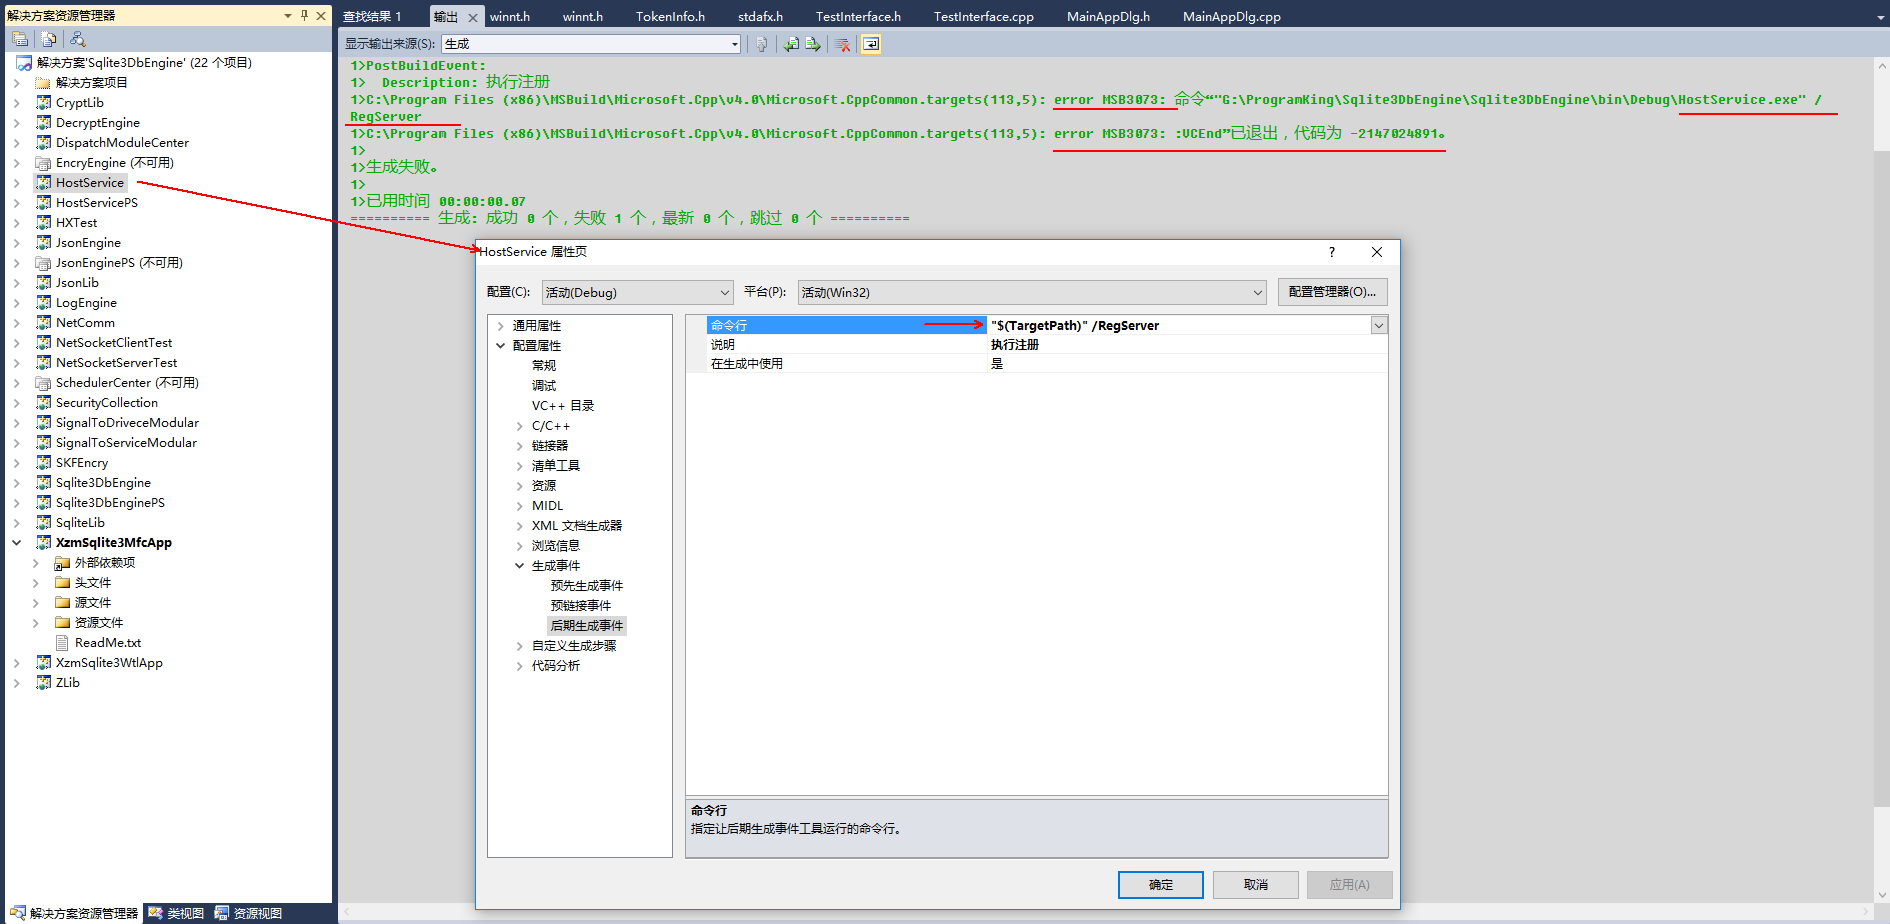 解决方案资源管理器
解决方案'Sqlite3DbEngine' (22 个项目)
解决方案项目
CryptLib
DecryptEngine
DispatchModuleCenter
EncryEngine (不可用)
HostService
HostServicePS
HXTest
JsonEngine
JsonEnginePS (不可用)
JsonLib
LogEngine
NetComm
NetSocketClientTest
NetSocketServerTest
SchedulerCenter (不可用)
SecurityCollection
SignalToDriveceModular
SignalToServiceModular
SKFEncry
Sqlite3DbEngine
Sqlite3DbEnginePS
SqliteLib
XzmSqlite3MfcApp
外部依赖项
头文件
源文件
资源文件
ReadMe.txt
XzmSqlite3WtlApp
ZLib
解决方案资源管理器 类视图 资源视图
查找结果 1 输出 winnt.h winnt.h TokenInfo.h stdafx.h TestInterface.h TestInterface.cpp MainAppDlg.h MainAppDlg.cpp
显示输出来源(S): 生成
1>PostBuildEvent:
1>  Description: 执行注册
1>C:\Program Files (x86)\MSBuild\Microsoft.Cpp\v4.0\Microsoft.CppCommon.targets(113,5): error MSB3073: 命令“"G:\ProgramKing\Sqlite3DbEngine\Sqlite3DbEngine\bin\Debug\HostService.exe" /
RegServer
1>C:\Program Files (x86)\MSBuild\Microsoft.Cpp\v4.0\Microsoft.CppCommon.targets(113,5): error MSB3073: :VCEnd”已退出，代码为 -2147024891。
1>
1>生成失败。
1>
1>已用时间 00:00:00.07
========== 生成: 成功 0 个，失败 1 个，最新 0 个，跳过 0 个 ==========
HostService 属性页 ?
配置(C): 活动(Debug) 平台(P): 活动(Win32) 配置管理器(O)...
通用属性
配置属性
常规
调试
VC++ 目录
C/C++
链接器
清单工具
资源
MIDL
XML 文档生成器
浏览信息
生成事件
预先生成事件
预链接事件
后期生成事件
自定义生成步骤
代码分析
命令行 "$(TargetPath)" /RegServer
说明 执行注册
在生成中使用 是
命令行
指定让后期生成事件工具运行的命令行。
确定 取消 应用(A)